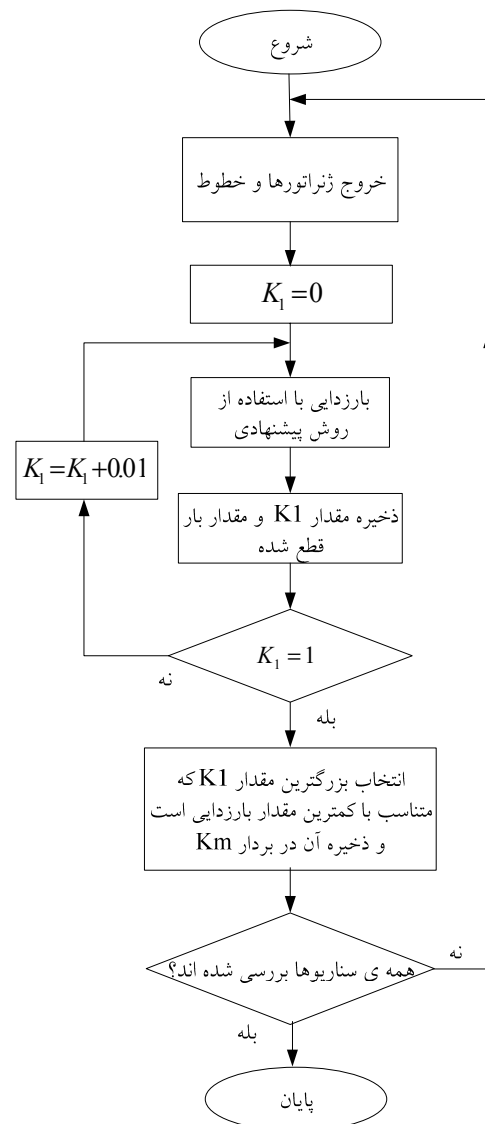 شروع
خروج ژنراتورها و خطوط
K₁=0
بارزدایی با استفاده از
روش پیشنهادی
K₁=K₁+0.01
ذخیره مقدار K1 و مقدار بار
قطع شده
K₁=1
نه
بله
انتخاب بزرگترین مقدار K1 که
متناسب با کمترین مقدار بارزدایی است
و ذخیره آن در بردار Km
همه ی سناریوها بررسی شده اند؟
نه
بله
پایان